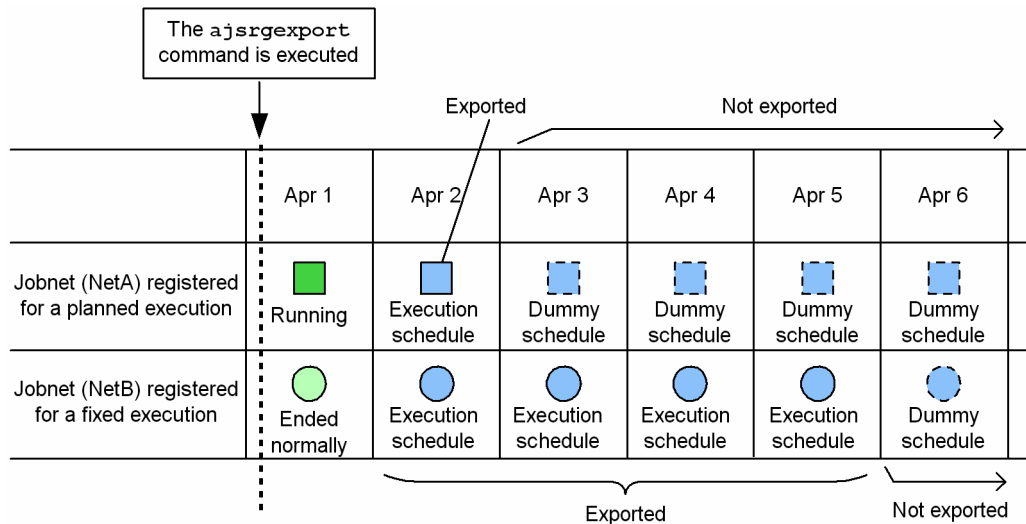 The ajsrgexport
command is executed
Exported
Not exported
Apr 1
Apr 2
Apr 3
Apr 4
Apr 5
Apr 6
Jobnet (NetA) registered
for a planned execution
Running
Execution
schedule
Dummy
schedule
Dummy
schedule
Dummy
schedule
Dummy
schedule
Jobnet (NetB) registered
for a fixed execution
Ended
normally
Execution
schedule
Execution
schedule
Execution
schedule
Execution
schedule
Dummy
schedule
Exported
Not exported